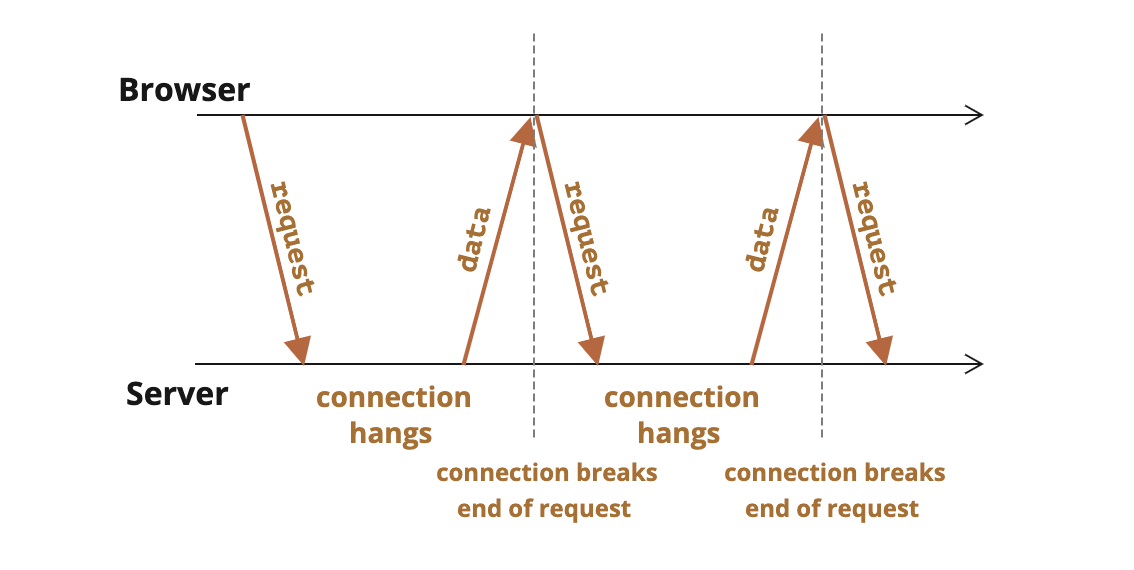 Browser
request
data
request
data
request
Server
connection
hangs
connection
hangs
connection breaks
end of request
connection breaks
end of request